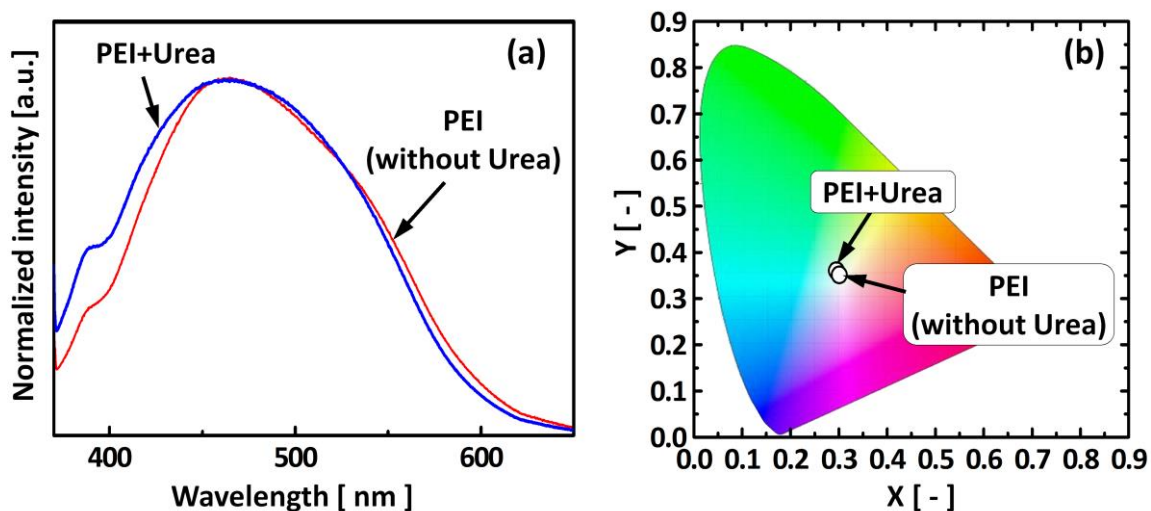 (a)
PEI+Urea
PEI
(without Urea)
Normalized intensity [a.u.]
400
500
600
Wavelength [ nm]
(b)
0.9
0.8
0.7
0.6
0.5
0.4
0.3
0.2
0.1
0.0
Y [ - ]
PEI+Urea
PEI
(without Urea)
0.0 0.1 0.2 0.3 0.4 0.5 0.6 0.7 0.8 0.9
X [ - ]